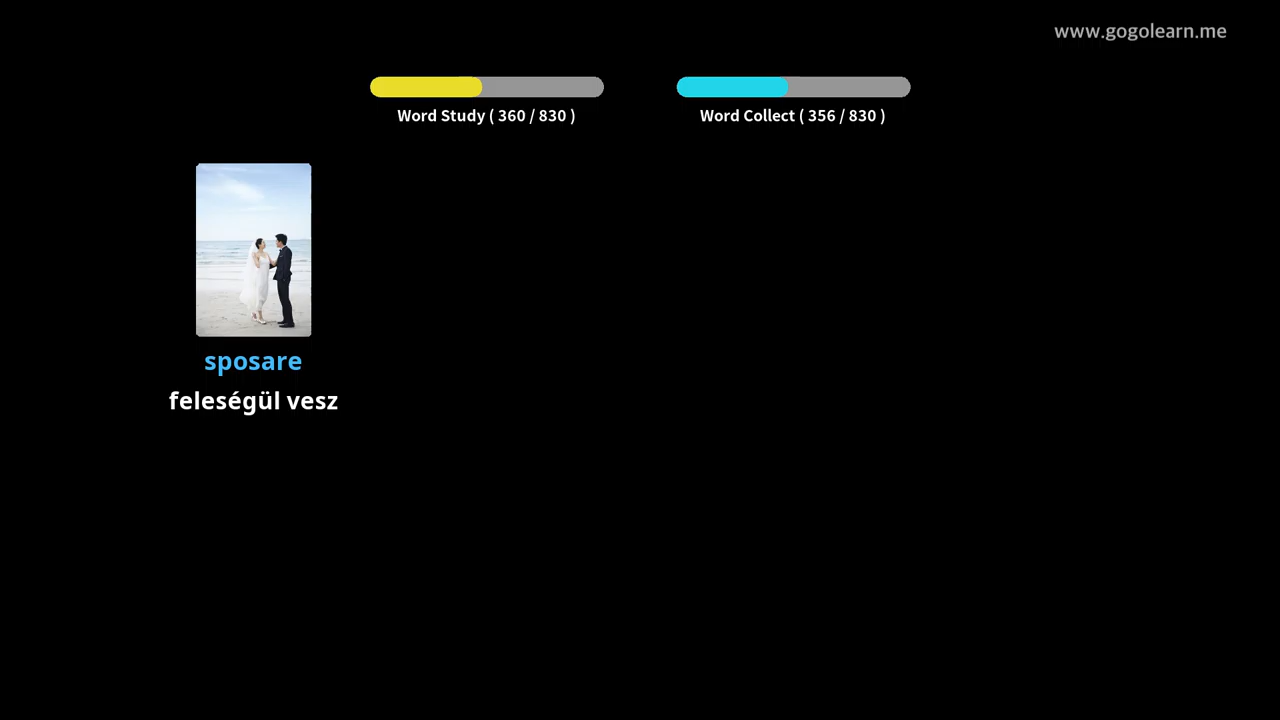 www.gogolearn.me
Word Study ( 360 / 830 )
Word Collect ( 356 / 830 )
sposare
feleségül vesz